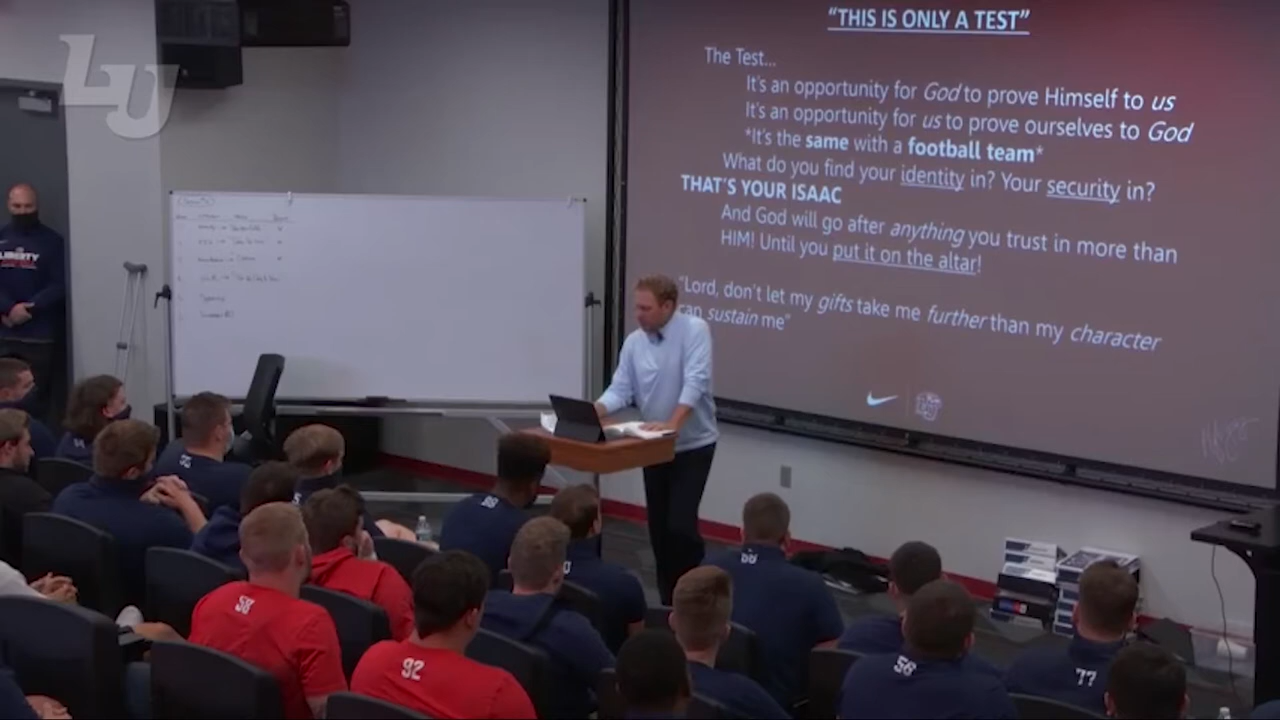 LU
"THIS IS ONLY A TEST"
The Test...
It's an opportunity for God to prove Himself to us
It's an opportunity for us to prove ourselves to God
*It's the same with a football team*
What do you find your identity in? Your security in?
THAT'S YOUR ISAAC
And God will go after anything you trust in more than
HIM! Until you put it on the altar!
"Lord, don't let my gifts take me further than my character
can sustain me"
LIBERTY
58
92
56
77